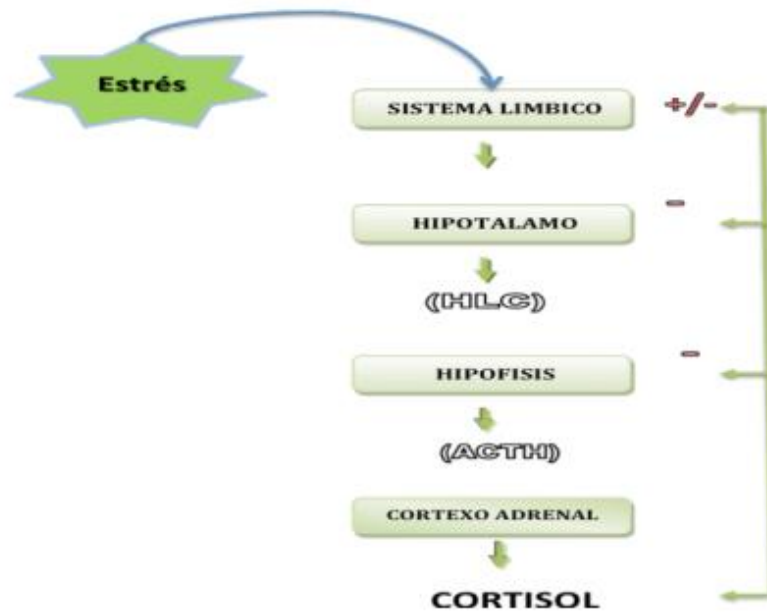 Estrés
SISTEMA LIMBICO
+/-
HIPOTALAMO
-
(HLC)
HIPOFISIS
-
(ACTH)
CORTEXO ADRENAL
CORTISOL